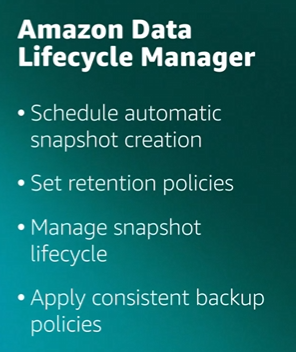 Amazon Data
Lifecycle Manager
• Schedule automatic
snapshot creation
• Set retention policies
• Manage snapshot
lifecycle
• Apply consistent backup
policies